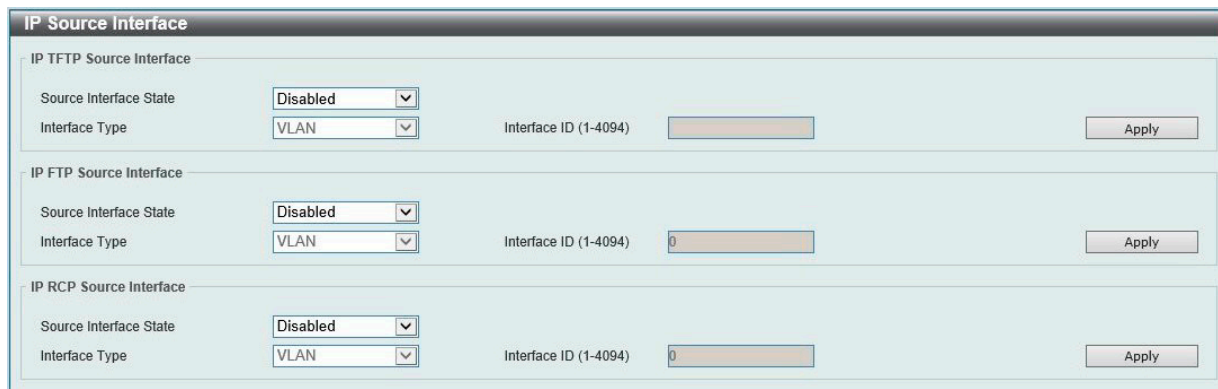 IP Source Interface
IP TFTP Source Interface
Source Interface State Disabled
Interface Type VLAN Interface ID (1-4094) Apply
IP FTP Source Interface
Source Interface State Disabled
Interface Type VLAN Interface ID (1-4094) 0 Apply
IP RCP Source Interface
Source Interface State Disabled
Interface Type VLAN Interface ID (1-4094) 0 Apply